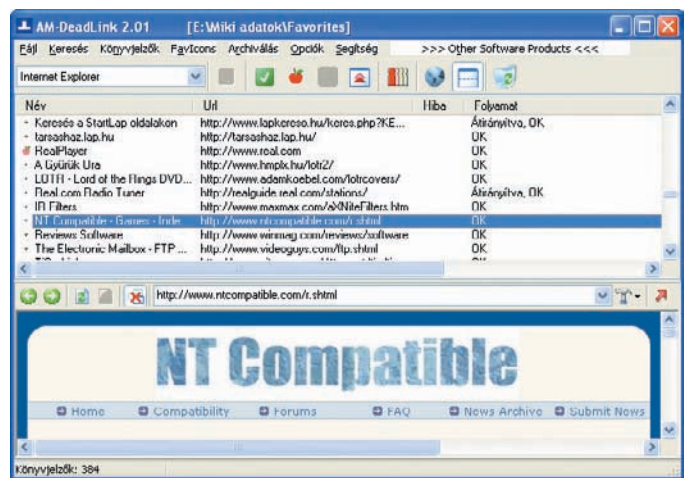 AM-DeadLink 2.01 [E:\Miki adatok\Favorites]
Fájl Keresés Könyvjelzők FavIcons Archiválás Opciók Segítség >>> Other Software Products <<<
Internet Explorer
Név Url Hiba Folyamat
Keresés a StartLap oldalakon http://www.lapkereso.hu/keres.php?KE... Átirányítva, OK
tarsashaz.lap.hu http://tarsashaz.lap.hu/ OK
RealPlayer http://www.real.com OK
A Gyűrűk Ura http://www.hmplx.hu/lotr2/ OK
LOTR - Lord of the Rings DVD... http://www.adamkoebel.com/lotrcovers/ OK
Real.com Radio Tuner http://realguide.real.com/stations/ Átirányítva, OK
IR Filters http://www.maxmax.com/aXNiteFilters.htm OK
NT Compatible - Games - Inde http://www.ntcompatible.com/r.shtml OK
Reviews Software http://www.winmag.com/reviews/software OK
The Electronic Mailbox - FTP ... http://www.videoguys.com/ftp.shtml OK
http://www.ntcompatible.com/r.shtml
NT Compatible
Home Compatibility Forums FAQ News Archive Submit News
Könyvjelzők: 384